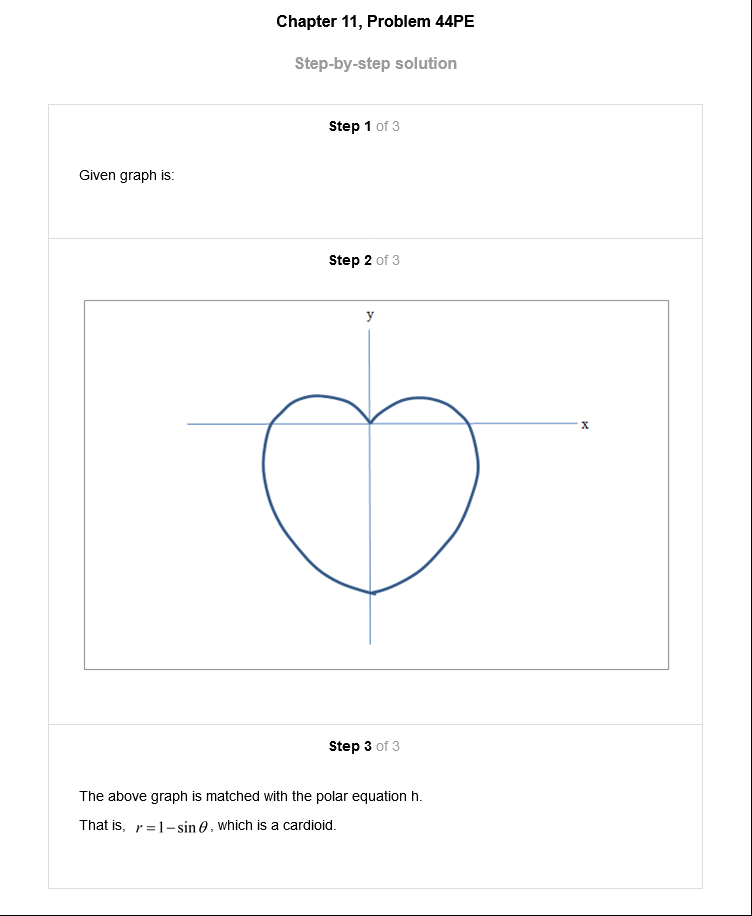 Chapter 11, Problem 44PE
Step-by-step solution
Step 1 of 3
Given graph is:
Step 2 of 3
y
x
Step 3 of 3
The above graph is matched with the polar equation h.
That is, r = 1 − sin θ, which is a cardioid.